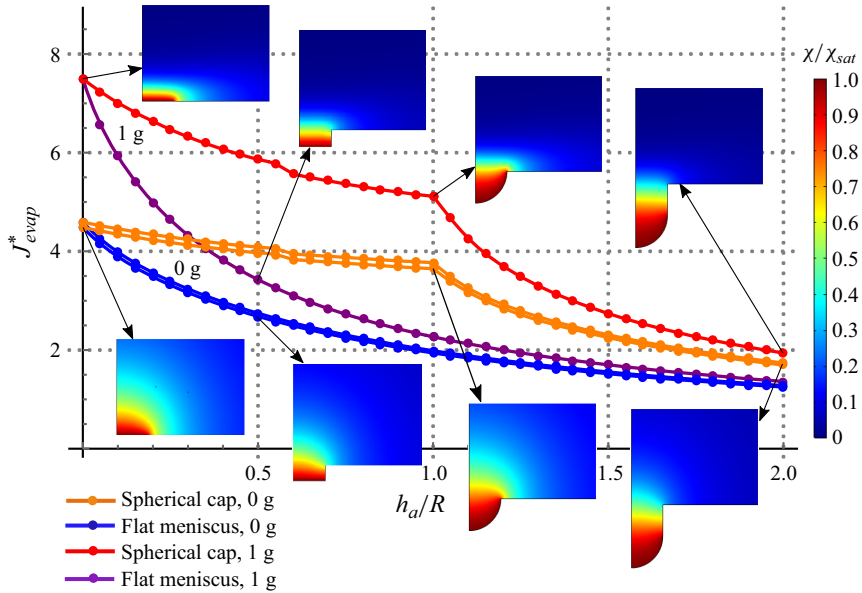 8
6
4
2
J*evap
1 g
0 g
0.5
1.0
1.5
2.0
ha/R
χ/χsat
1.0
0.9
0.8
0.7
0.6
0.5
0.4
0.3
0.2
0.1
0
Spherical cap, 0 g
Flat meniscus, 0 g
Spherical cap, 1 g
Flat meniscus, 1 g